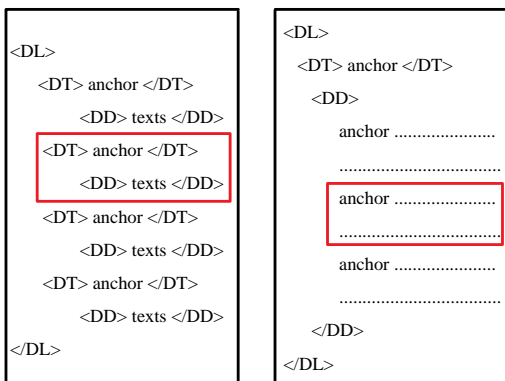 <DL>
<DT> anchor </DT>
<DD> texts </DD>
<DT> anchor </DT>
<DD> texts </DD>
<DT> anchor </DT>
<DD> texts </DD>
<DT> anchor </DT>
<DD> texts </DD>
</DL>
<DL>
<DT> anchor </DT>
<DD>
anchor ......................
...................................
anchor ......................
...................................
anchor ......................
...................................
</DD>
</DL>